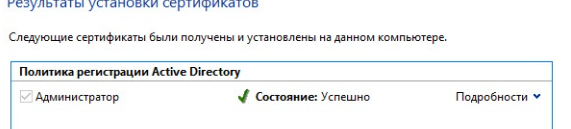 Результаты установки сертификатов
Следующие сертификаты были получены и установлены на данном компьютере.
Политика регистрации Active Directory
Администратор Состояние: Успешно Подробности